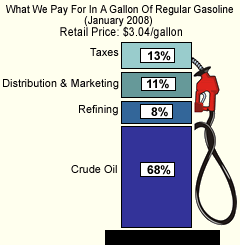 What We Pay For In A Gallon Of Regular Gasoline
(January 2008)
Retail Price: $3.04/gallon
Taxes 13%
Distribution & Marketing 11%
Refining 8%
Crude Oil 68%